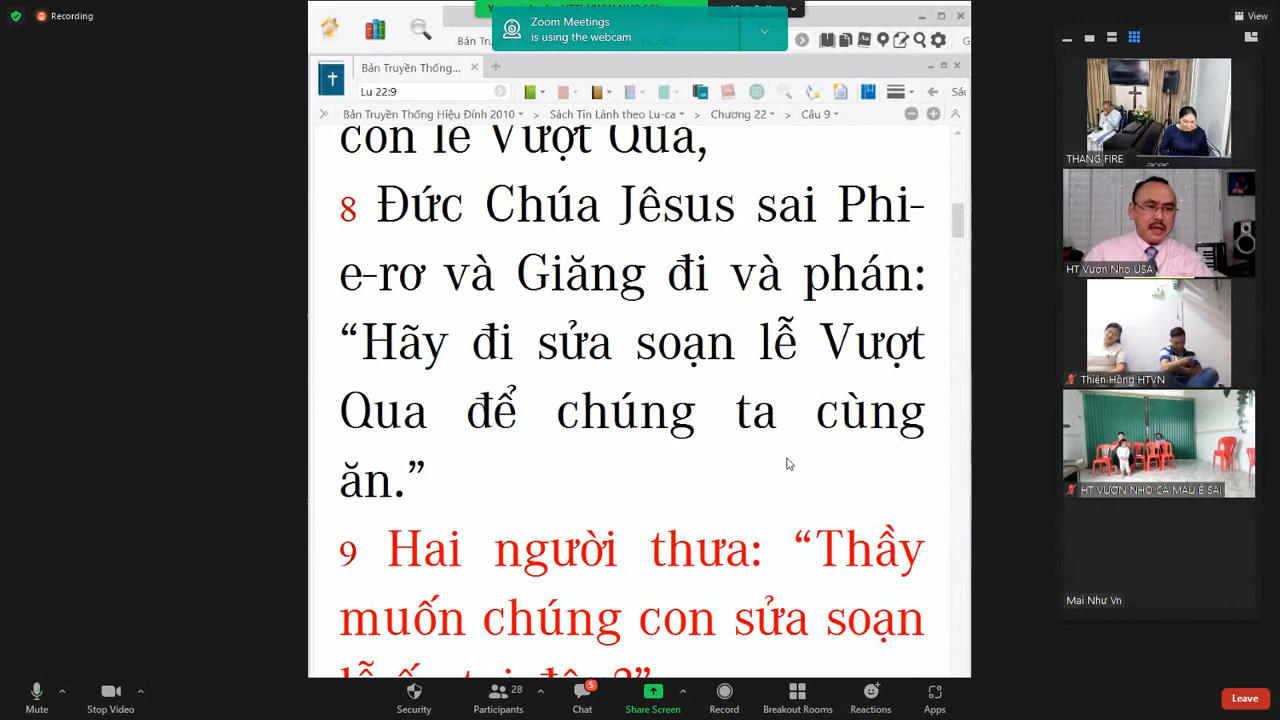 Recording
Zoom Meetings
is using the webcam
View
Bản Truyền Thống...
Lu 22:9
Bản Truyền Thống Hiệu Đính 2010
Sách Tin Lành theo Lu-ca
Chương 22
Câu 9
con lễ Vượt Qua,
8 Đức Chúa Jêsus sai Phi-
e-rơ và Giăng đi và phán:
“Hãy đi sửa soạn lễ Vượt
Qua để chúng ta cùng
ăn.”
9 Hai người thưa: “Thầy
muốn chúng con sửa soạn
lễ ấy tại đâu?”
THANG FIRE
HT Vườn Nho USA
Thiên Hồng HTVN
HT VƯỜN NHO CÀ MAU Ê SAI
Mai Như Vn
Mute
Stop Video
Security
Participants
28
Chat
5
Share Screen
Record
Breakout Rooms
Reactions
Apps
Leave